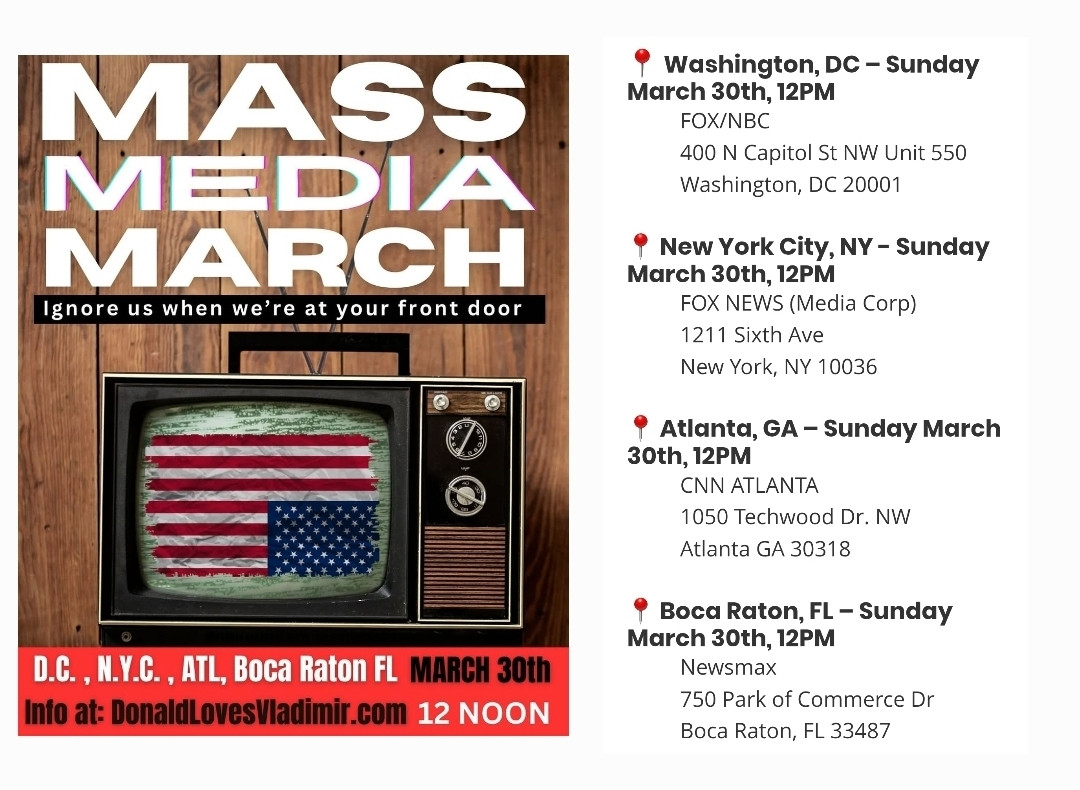 MASS
MEDIA
MARCH
Ignore us when we're at your front door
D.C. , N.Y.C. , ATL, Boca Raton FL MARCH 30th
Info at: DonaldLovesVladimir.com 12 NOON
📍 Washington, DC – Sunday
March 30th, 12PM
FOX/NBC
400 N Capitol St NW Unit 550
Washington, DC 20001
📍 New York City, NY - Sunday
March 30th, 12PM
FOX NEWS (Media Corp)
1211 Sixth Ave
New York, NY 10036
📍 Atlanta, GA – Sunday March
30th, 12PM
CNN ATLANTA
1050 Techwood Dr. NW
Atlanta GA 30318
📍 Boca Raton, FL – Sunday
March 30th, 12PM
Newsmax
750 Park of Commerce Dr
Boca Raton, FL 33487